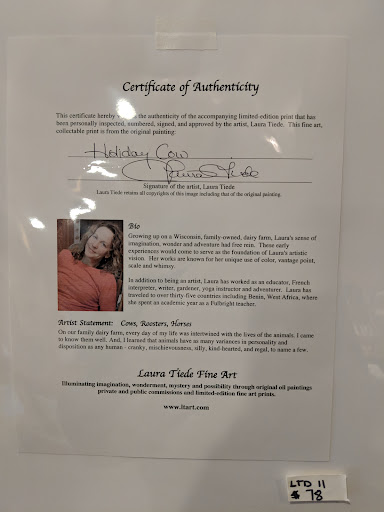 Certificate of Authenticity
This certificate hereby the authenticity of the accompanying limited-edition print that has
been personally inspected, numbered, signed, and approved by the artist, Laura Tiede. This fine art,
collectable print is from the original painting:
Holiday Cow
Laura Tiede
Signature of the artist, Laura Tiede
Laura Tiede retains all copyrights of this image including that of the original painting.
Bio
Growing up on a Wisconsin, family-owned, dairy farm, Laura's sense of
imagination, wonder and adventure had free rein. These early
experiences would come to serve as the foundation of Laura's artistic
vision. Her works are known for her unique use of color, vantage point,
scale and whimsy.
In addition to being an artist, Laura has worked as an educator, French
interpreter, writer, gardener, yoga instructor and adventurer. Laura has
traveled to over thirty-five countries including Benin, West Africa, where
she spent an academic year as a Fulbright teacher.
Artist Statement: Cows, Roosters, Horses
On our family dairy farm, every day of my life was intertwined with the lives of the animals. I came
to know them well. And, I learned that animals have as many variances in personality and
disposition as any human - cranky, mischievousness, silly, kind-hearted, and regal, to name a few.
Laura Tiede Fine Art
Illuminating imagination, wonderment, mystery and possibility through original oil paintings
private and public commissions and limited-edition fine art prints.
www.ltart.com
LTD 11
$78